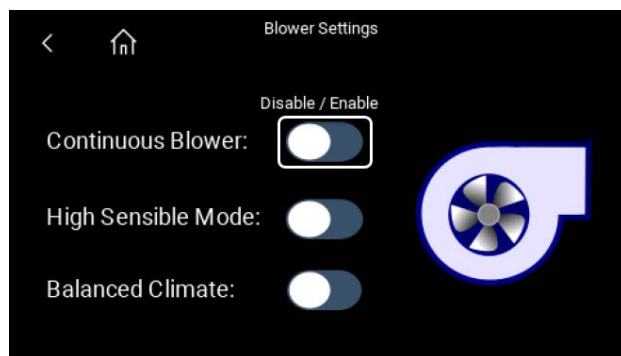 Blower Settings
Disable / Enable
Continuous Blower:
High Sensible Mode:
Balanced Climate: